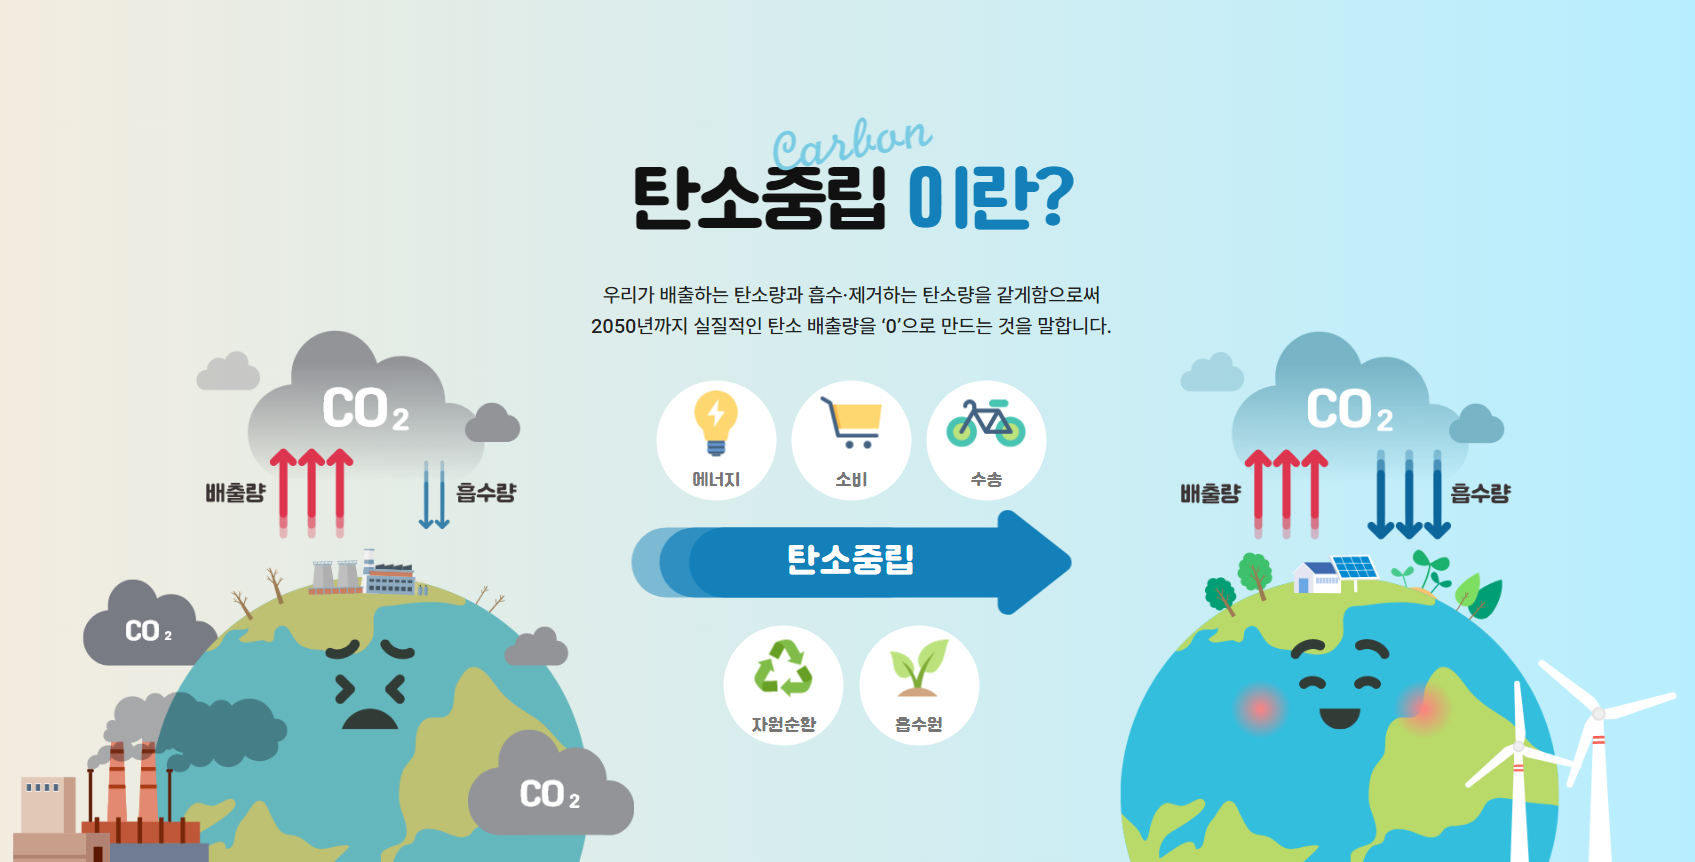 Carbon
탄소중립 이란?
우리가 배출하는 탄소량과 흡수·제거하는 탄소량을 같게함으로써
2050년까지 실질적인 탄소 배출량을 ‘0’으로 만드는 것을 말합니다.
CO2
배출량
흡수량
CO2
CO2
에너지
소비
수송
탄소중립
자원순환
흡수원
CO2
배출량
흡수량